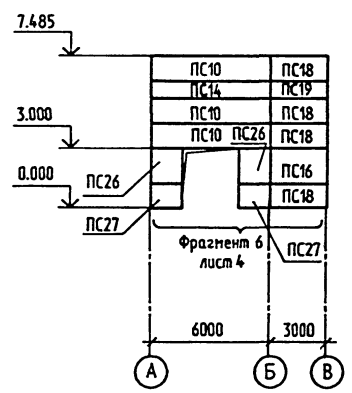 7.485
ПС10 ПС18
ПС14 ПС19
ПС10 ПС18
3.000
ПС10 ПС26 ПС18
0.000
ПС26
ПС16
ПС18
ПС27
Фрагмент 6
лист 4
ПС27
6000 3000
А Б В